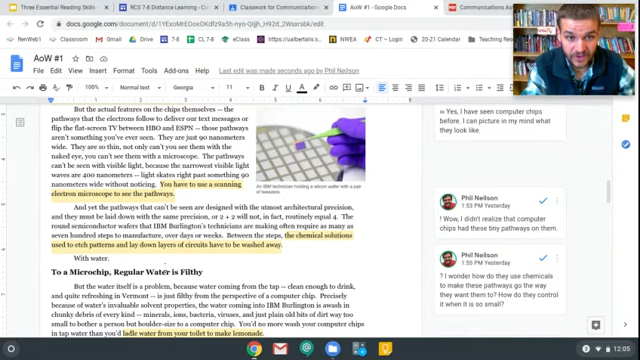 Three Essential Reading Skills
RCS 7-8 Distance Learning - Co
Classwork for Communication A
AoW #1 - Google Docs
Communications Ao
docs.google.com/document/d/
RenWeb1
Classroom
Gmail
7E 8
CL 7-8
https://www.ualbertaits...
NWEA
CT ~ Login
20-21 Calendar
Teaching Resources
AoW #1
File Edit View Insert Format Tools Add-ons Help
Last edit was made seconds ago by Phil Neilson
100%
Normal text
Georgia
11
But the actual features on the chips themselves -- the
pathways that the electrons follow to deliver our text messages or
flip the flat-screen TV between HBO and ESPN -- those pathways
aren't something you've ever seen. They are just 90 nanometers
wide. They are so thin, not only can't you see them with the
naked eye, you can't see them with a microscope. The pathways
can't be seen with visible light, because the narrowest visible light
waves are 400 nanometers -- light skates right past something 90
nanometers wide without noticing. You have to use a scanning
electron microscope to see the pathways.
An IBM technician holding a silicon wafer with a pair
of tweezers.
And yet the pathways that can't be seen are designed with the utmost architectural precision,
and they must be laid down with the same precision, or 2 + 2 will not, in fact, routinely equal 4. The
round semiconductor wafers that IBM Burlington's technicians are making often require as many as
seven hundred steps to manufacture, over days or weeks. Between the steps, the chemical solutions
used to etch patterns and lay down layers of circuits have to be washed away.
With water.
To a Microchip, Regular Water is Filthy
But the water itself is a problem, because water coming from the tap -- clean enough to drink,
and quite refreshing in Vermont -- is just filthy from the perspective of a computer chip. Precisely
because of water's invaluable solvent properties, the water coming into IBM Burlington is awash in
chunky debris of every kind -- minerals, ions, bacteria, viruses, and just plain old bits of dirt way too
small to bother a person but boulder-size to a computer chip. You'd no more wash your computer chips
in tap water than you'd ladle water from your toilet to make lemonade.
-- Yes, I have seen computer chips
before. I can picture in my mind what
they look like.
Phil Neilson
1:53 PM Yesterday
! Wow, I didn't realize that computer
chips had these tiny pathways on them.
Phil Neilson
1:55 PM Yesterday
? I wonder how do they use chemicals
to make these pathways go the way
they want them to? How do they control
it when it is so small?
12:05